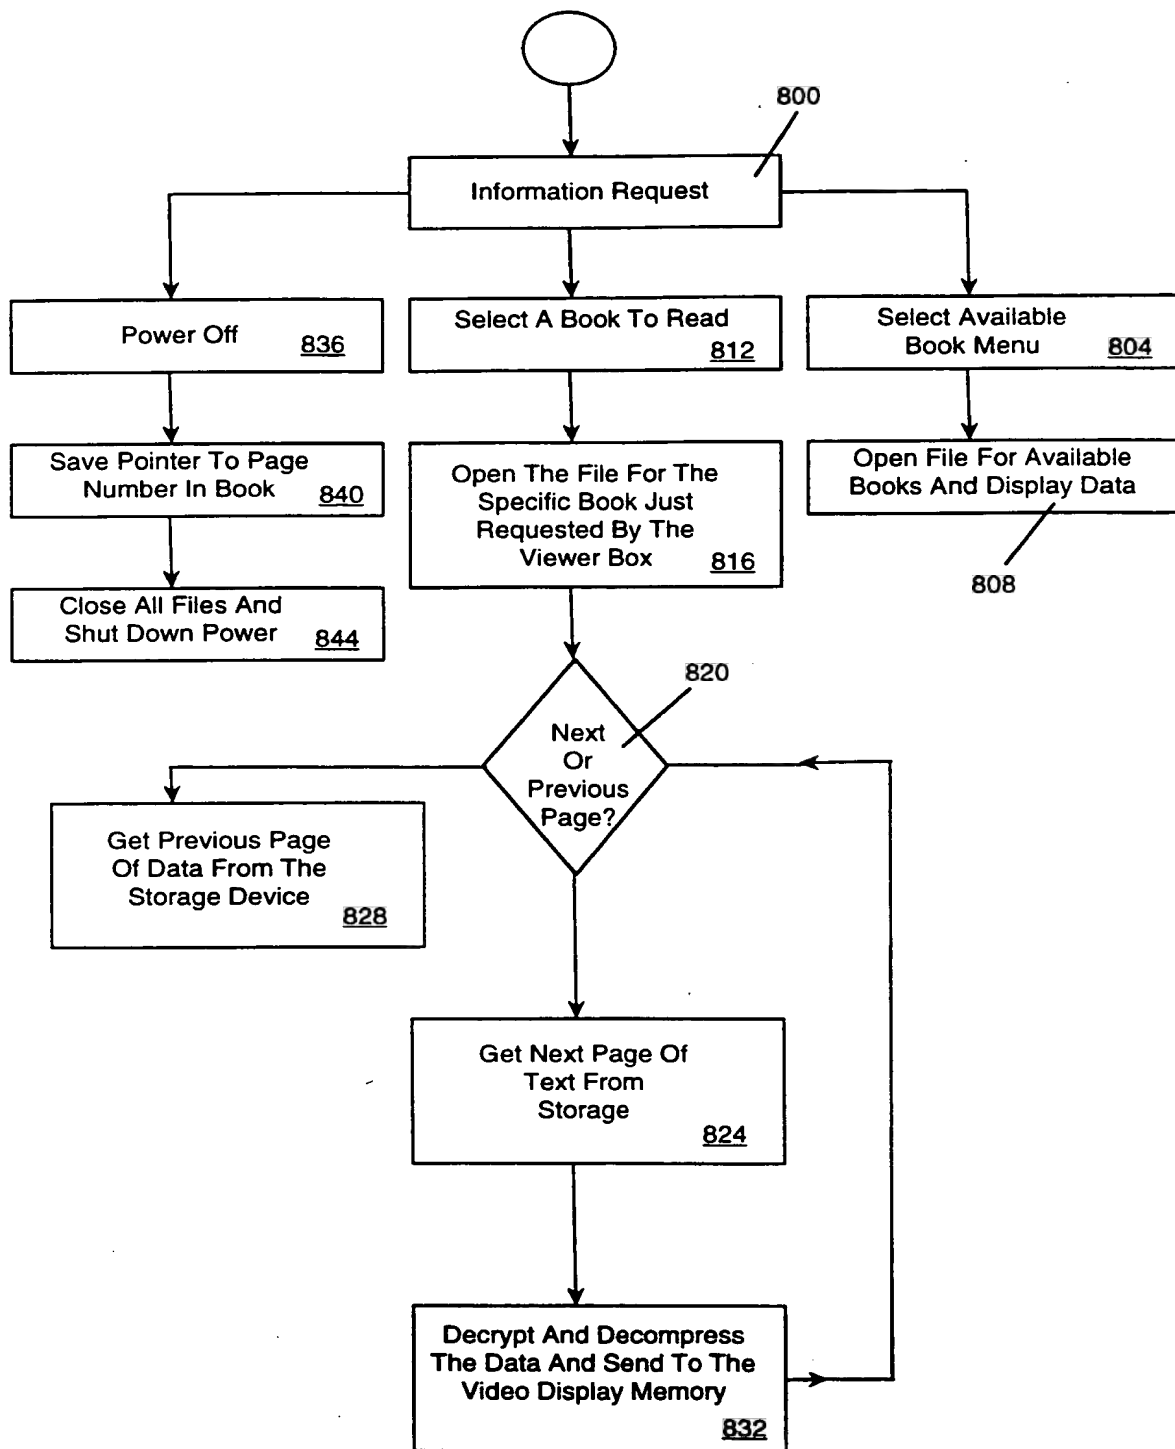 800
Information Request
Power Off
836
Select A Book To Read
812
Select Available
Book Menu
804
Save Pointer To Page
Number In Book
840
Open The File For The
Specific Book Just
Requested By The
Viewer Box
816
Open File For Available
Books And Display Data
808
Close All Files And
Shut Down Power
844
820
Next
Or
Previous
Page?
Get Previous Page
Of Data From The
Storage Device
828
Get Next Page Of
Text From
Storage
824
Decrypt And Decompress
The Data And Send To The
Video Display Memory
832